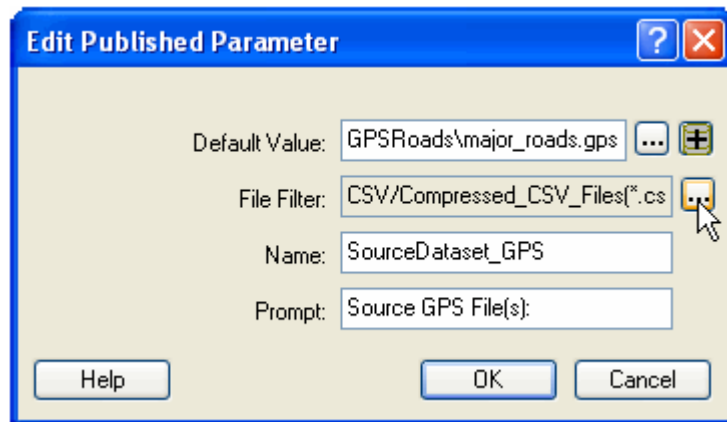 Edit Published Parameter
Default Value: GPSRoads\major_roads.gps ...
File Filter: CSV/Compressed_CSV_Files(*.cs ...
Name: SourceDataset_GPS
Prompt: Source GPS File(s):
Help OK Cancel